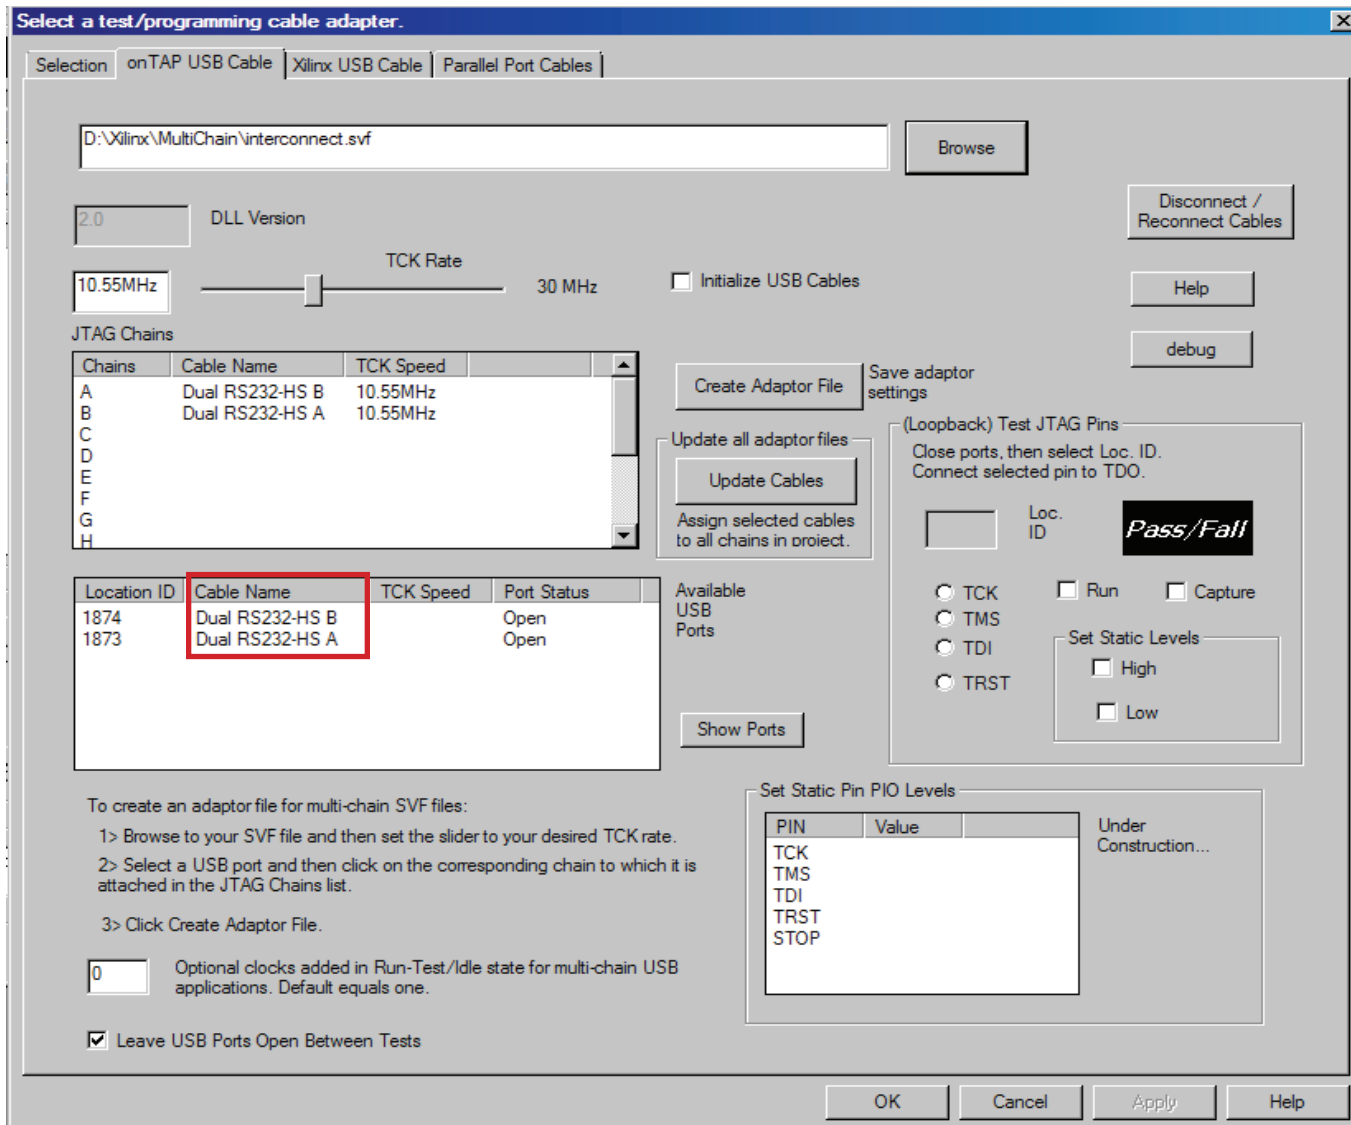 Select a test/programming cable adapter.
Selection onTAP USB Cable Xilinx USB Cable Parallel Port Cables
D:\Xilinx\MultiChain\interconnect.svf
Browse
Disconnect /
Reconnect Cables
2.0
DLL Version
TCK Rate
10.55MHz
30 MHz
Initialize USB Cables
Help
JTAG Chains
debug
Chains Cable Name TCK Speed
A Dual RS232-HS B 10.55MHz
B Dual RS232-HS A 10.55MHz
C
D
E
F
G
H
Create Adaptor File
Save adaptor
settings
Update all adaptor files
Update Cables
Assign selected cables
to all chains in project.
(Loopback) Test JTAG Pins
Close ports, then select Loc. ID.
Connect selected pin to TDO.
Loc.
ID
Pass/Fall
TCK
TMS
TDI
TRST
Run
Capture
Set Static Levels
High
Low
Location ID Cable Name TCK Speed Port Status
1874 Dual RS232-HS B Open
1873 Dual RS232-HS A Open
Available
USB
Ports
Show Ports
To create an adaptor file for multi-chain SVF files:
1> Browse to your SVF file and then set the slider to your desired TCK rate.
2> Select a USB port and then click on the corresponding chain to which it is
attached in the JTAG Chains list.
3> Click Create Adaptor File.
0
Optional clocks added in Run-Test/Idle state for multi-chain USB
applications. Default equals one.
Leave USB Ports Open Between Tests
Set Static Pin PIO Levels
PIN Value
TCK
TMS
TDI
TRST
STOP
Under
Construction...
OK Cancel Apply Help